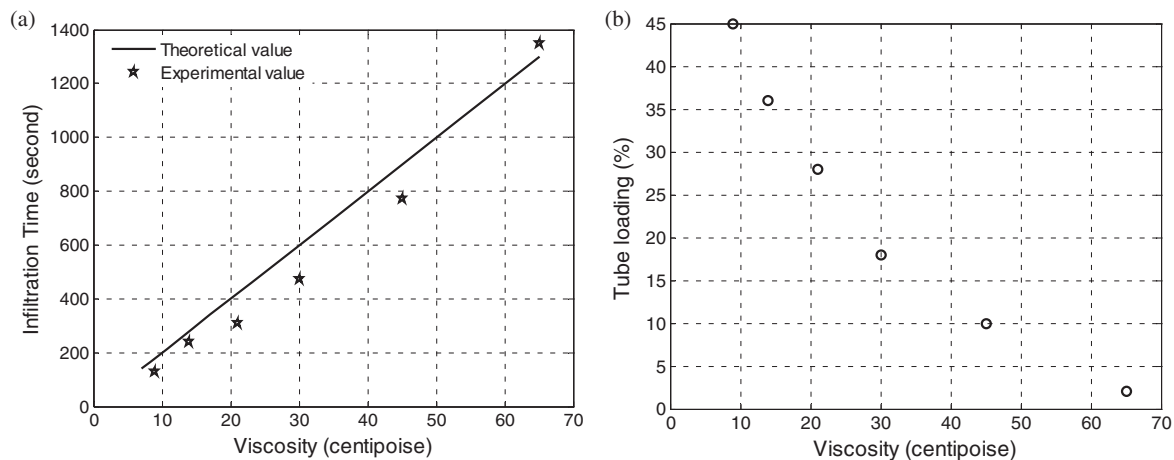 (a)
1400
1200
1000
800
600
400
200
0
Infiltration Time (second)
Theoretical value
Experimental value
0 10 20 30 40 50 60 70
Viscosity (centipoise)
(b)
45
40
35
30
25
20
15
10
5
0
Tube loading (%)
0 10 20 30 40 50 60 70
Viscosity (centipoise)